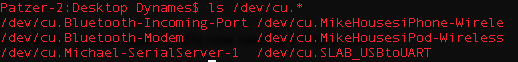 Patzer-2:Desktop Dynames$ ls /dev/cu.*
/dev/cu.Bluetooth-Incoming-Port /dev/cu.MikeHousesiPhone-Wirele
/dev/cu.Bluetooth-Modem /dev/cu.MikeHousesiPod-Wireless
/dev/cu.Michael-SerialServer-1 /dev/cu.SLAB_USBtoUART